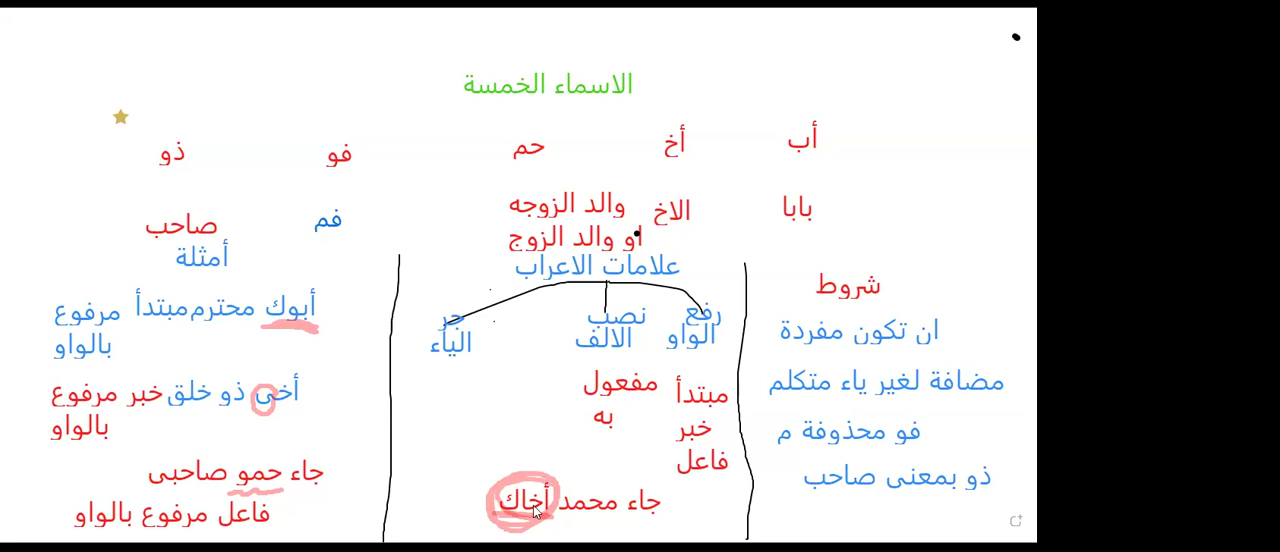 الاسماء الخمسة
أب أخ حم فو ذو
بابا الاخ والد الزوجه فم صاحب
او والد الزوج
شروط
ان تكون مفردة
مضافة لغير ياء متكلم
فو محذوفة م
ذو بمعنى صاحب
علامات الاعراب
رفع نصب جر
الواو الالف الياء
مبتدأ
خبر
فاعل
مفعول
به
جاء محمد أخاك
أمثلة
أبوك محترم مبتدأ مرفوع
بالواو
أخى ذو خلق خبر مرفوع
بالواو
جاء حمو صاحبى
فاعل مرفوع بالواو